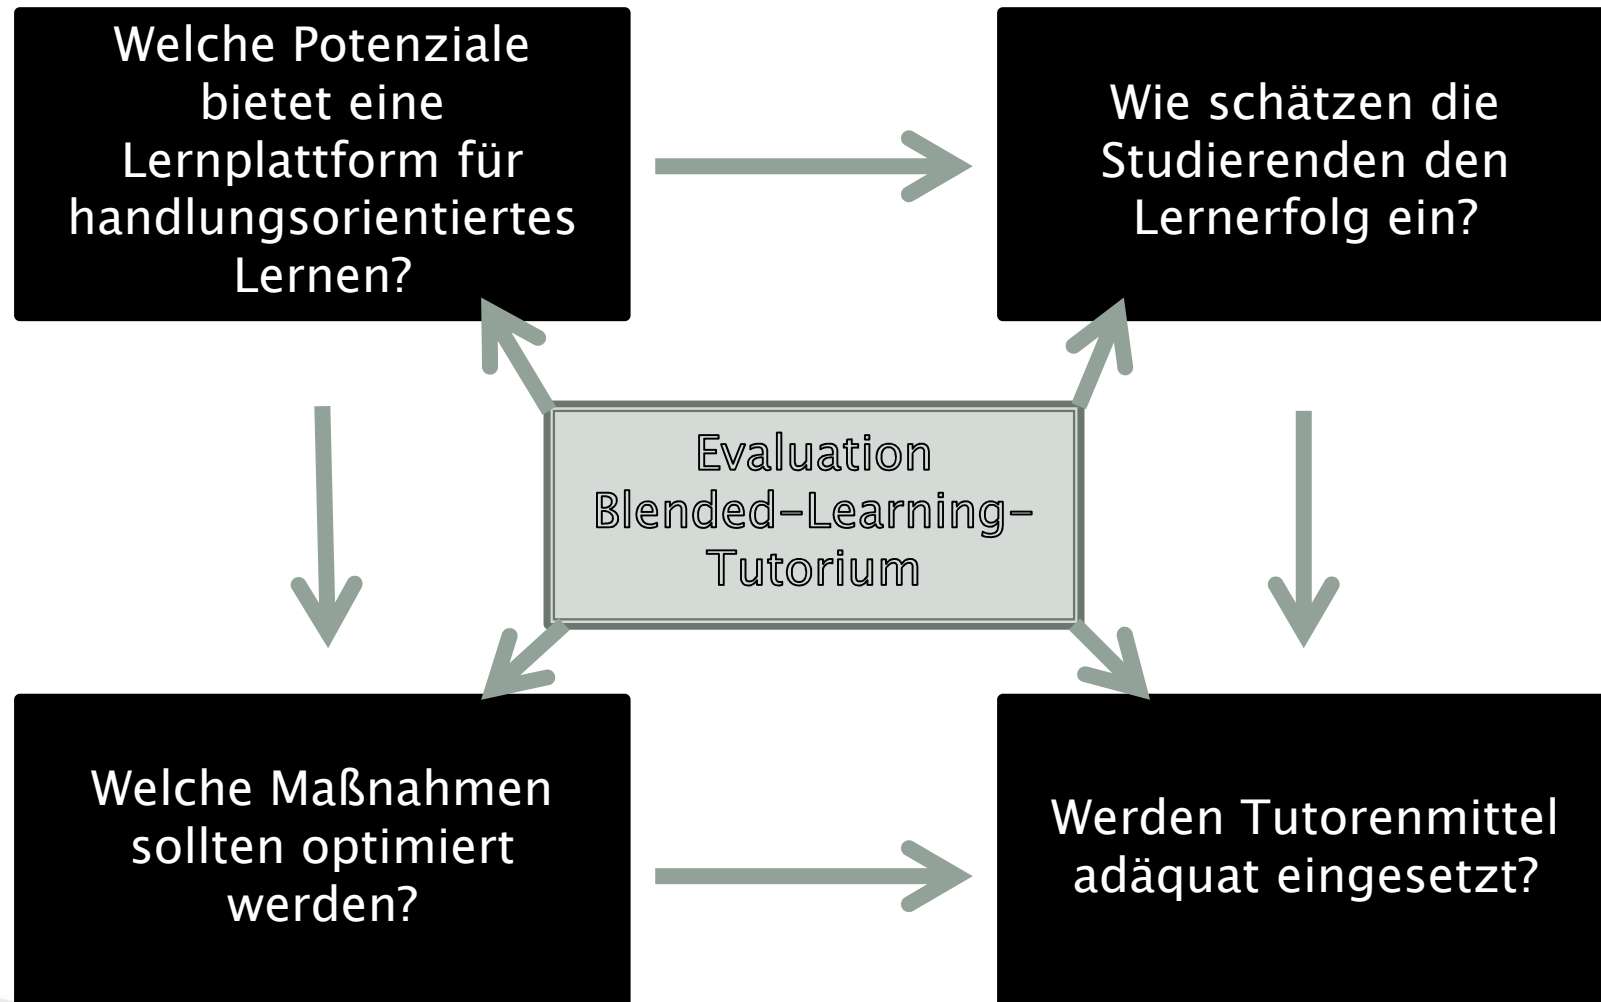 Welche Potenziale
bietet eine
Lernplattform für
handlungsorientiertes
Lernen?
Wie schätzen die
Studierenden den
Lernerfolg ein?
Evaluation
Blended-Learning-
Tutorium
Welche Maßnahmen
sollten optimiert
werden?
Werden Tutorenmittel
adäquat eingesetzt?